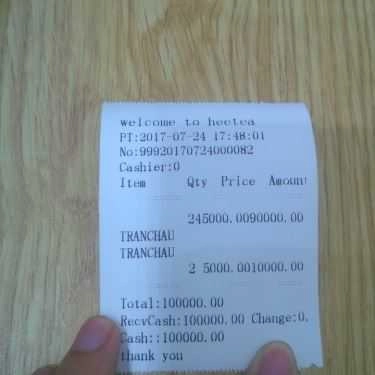 welcome to heetea
PT:2017-07-24 17:48:01
No:99920170724000082
Cashier:0
Item Qty Price Amount
245000.0090000.00
TRANCHAU
TRANCHAU
2 5000.0010000.00
Total:100000.00
RecvCash:100000.00 Change:0.
Cash::100000.00
thank you